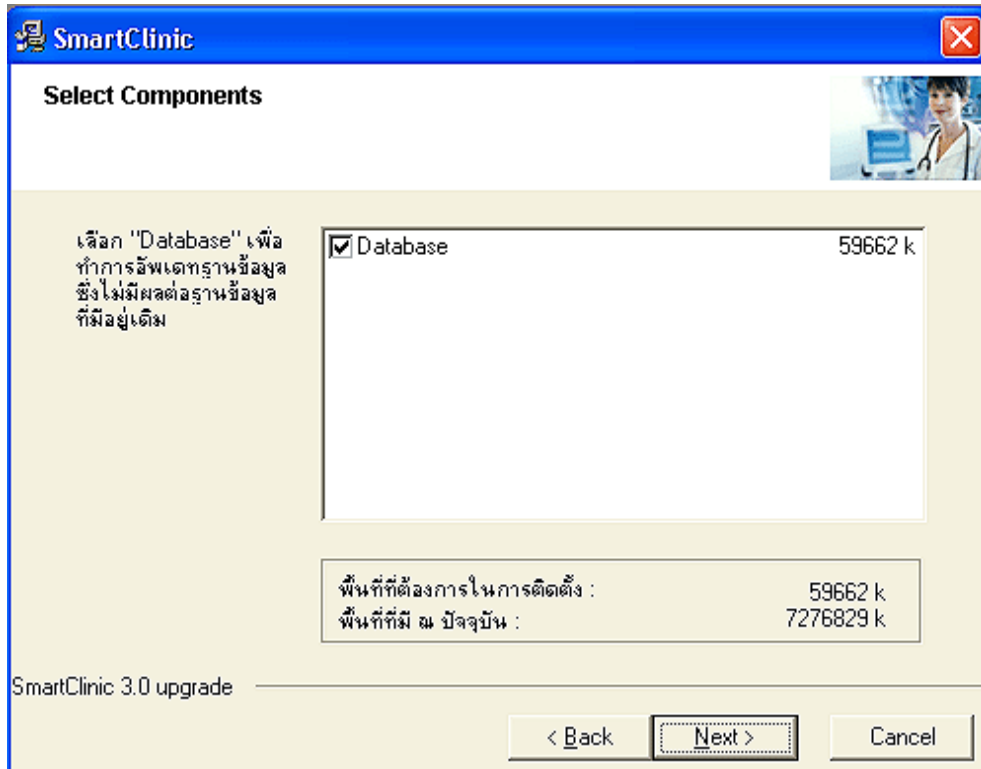 SmartClinic
Select Components
เลือก "Database" เพื่อ
ทำการอัพเดทฐานข้อมูล
ซึ่งไม่มีผลต่อฐานข้อมูล
ที่มีอยู่เดิม
Database 59662 k
พื้นที่ที่ต้องการในการติดตั้ง : 59662 k
พื้นที่ที่มี ณ ปัจจุบัน : 7276829 k
SmartClinic 3.0 upgrade
< Back Next > Cancel